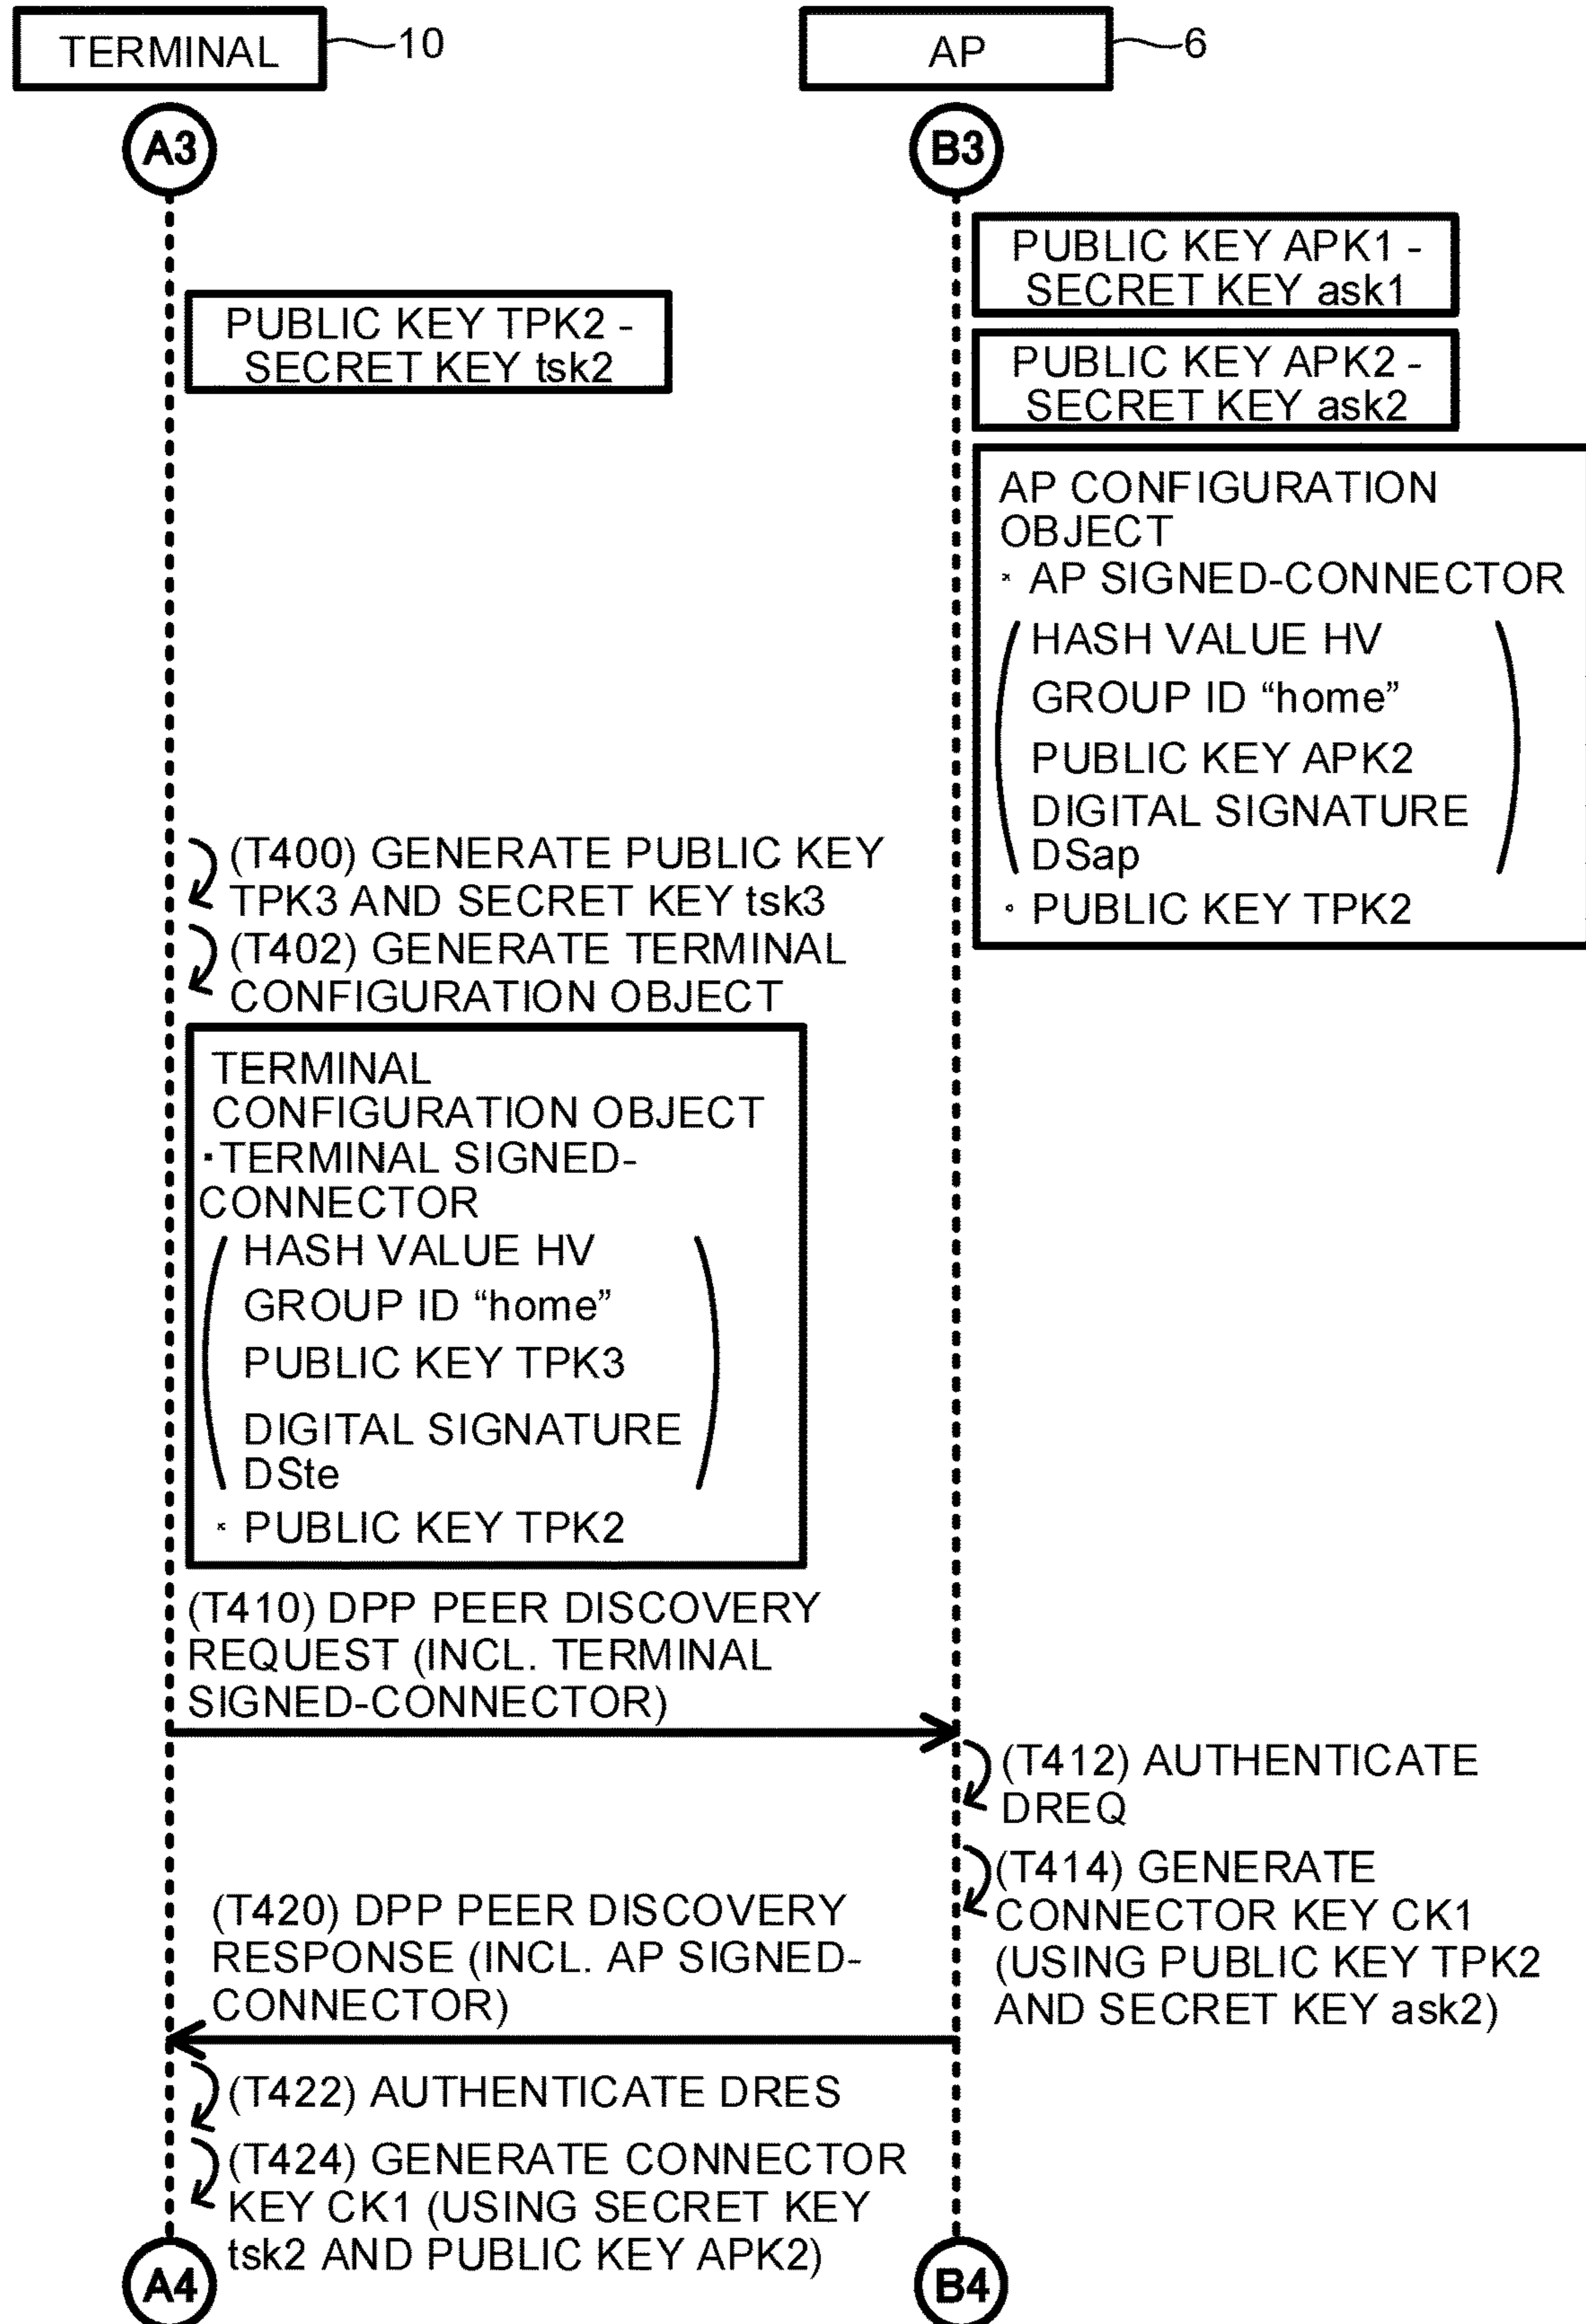 TERMINAL 10
AP 6
A3
B3
PUBLIC KEY APK1 -
SECRET KEY ask1
PUBLIC KEY TPK2 -
SECRET KEY tsk2
PUBLIC KEY APK2 -
SECRET KEY ask2
AP CONFIGURATION
OBJECT
・AP SIGNED-CONNECTOR
HASH VALUE HV
GROUP ID “home”
PUBLIC KEY APK2
DIGITAL SIGNATURE
DSap
・PUBLIC KEY TPK2
(T400) GENERATE PUBLIC KEY
TPK3 AND SECRET KEY tsk3
(T402) GENERATE TERMINAL
CONFIGURATION OBJECT
TERMINAL
CONFIGURATION OBJECT
・TERMINAL SIGNED-
CONNECTOR
HASH VALUE HV
GROUP ID “home”
PUBLIC KEY TPK3
DIGITAL SIGNATURE
DSte
・PUBLIC KEY TPK2
(T410) DPP PEER DISCOVERY
REQUEST (INCL. TERMINAL
SIGNED-CONNECTOR)
(T412) AUTHENTICATE
DREQ
(T414) GENERATE
CONNECTOR KEY CK1
(USING PUBLIC KEY TPK2
AND SECRET KEY ask2)
(T420) DPP PEER DISCOVERY
RESPONSE (INCL. AP SIGNED-
CONNECTOR)
(T422) AUTHENTICATE DRES
(T424) GENERATE CONNECTOR
KEY CK1 (USING SECRET KEY
tsk2 AND PUBLIC KEY APK2)
A4
B4